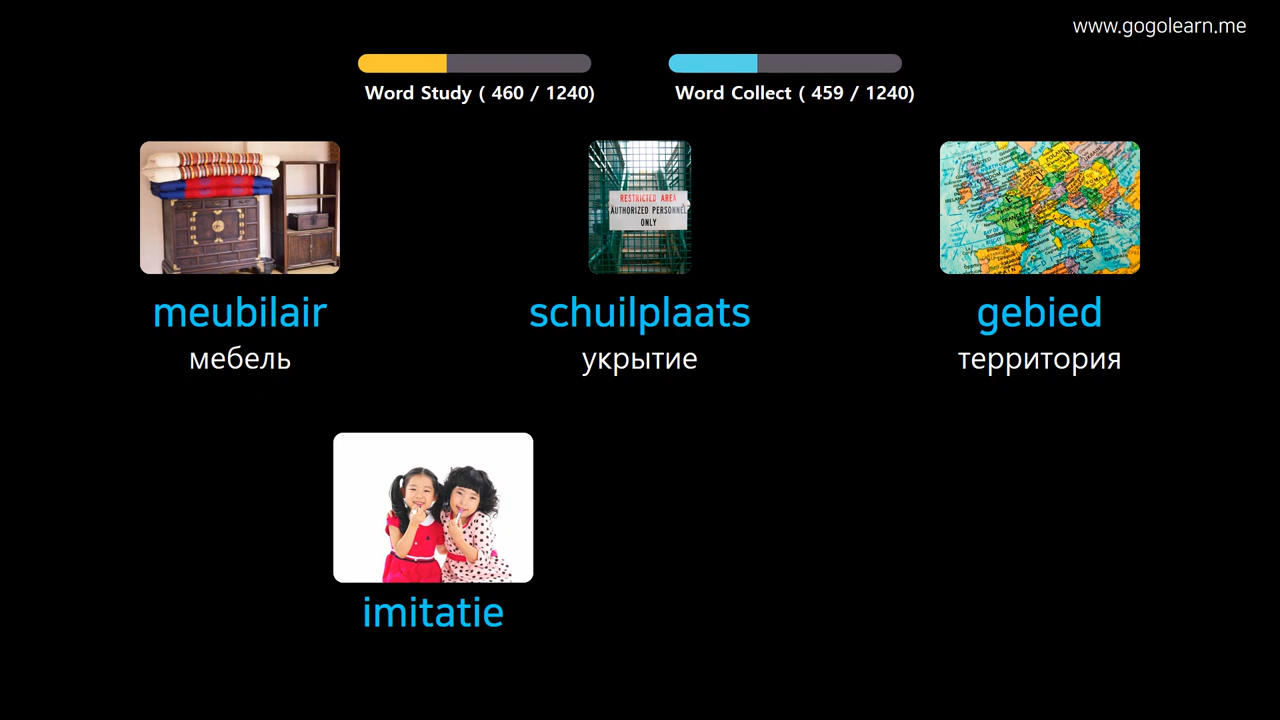 www.gogolearn.me
Word Study ( 460 / 1240)
Word Collect ( 459 / 1240)
RESTRICTED AREA
AUTHORIZED PERSONNEL
ONLY
meubilair
schuilplaats
gebied
мебель
укрытие
территория
imitatie